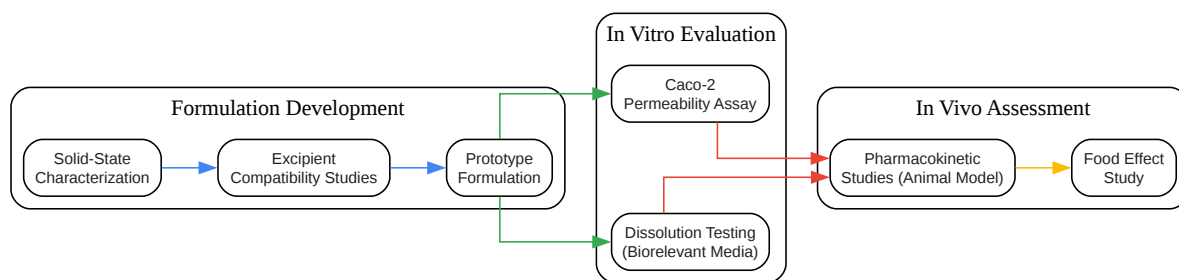 Formulation Development
Solid-State
Characterization
Excipient
Compatibility Studies
Prototype
Formulation
In Vitro Evaluation
Caco-2
Permeability Assay
Dissolution Testing
(Biorelevant Media)
In Vivo Assessment
Pharmacokinetic
Studies (Animal Model)
Food Effect
Study